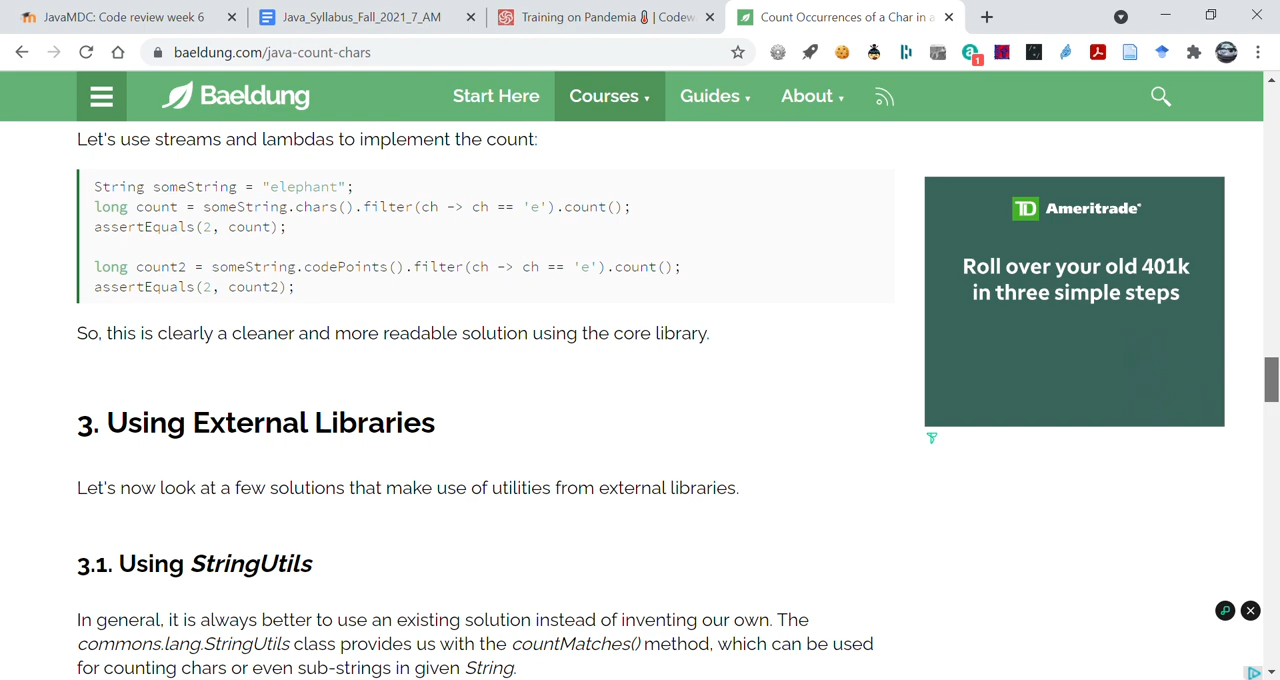 JavaMDC: Code review week 6
Java_Syllabus_Fall_2021_7_AM
Training on Pandemia 🌡 | Codew
Count Occurrences of a Char in a
baeldung.com/java-count-chars
1
Baeldung
Start Here
Courses
Guides
About
Let's use streams and lambdas to implement the count:
String someString = "elephant";
long count = someString.chars().filter(ch -> ch == 'e').count();
assertEquals(2, count);
long count2 = someString.codePoints().filter(ch -> ch == 'e').count();
assertEquals(2, count2);
So, this is clearly a cleaner and more readable solution using the core library.
TD Ameritrade
Roll over your old 401k
in three simple steps
3. Using External Libraries
Let's now look at a few solutions that make use of utilities from external libraries.
3.1. Using StringUtils
In general, it is always better to use an existing solution instead of inventing our own. The
commons.lang.StringUtils class provides us with the countMatches() method, which can be used
for counting chars or even sub-strings in given String.